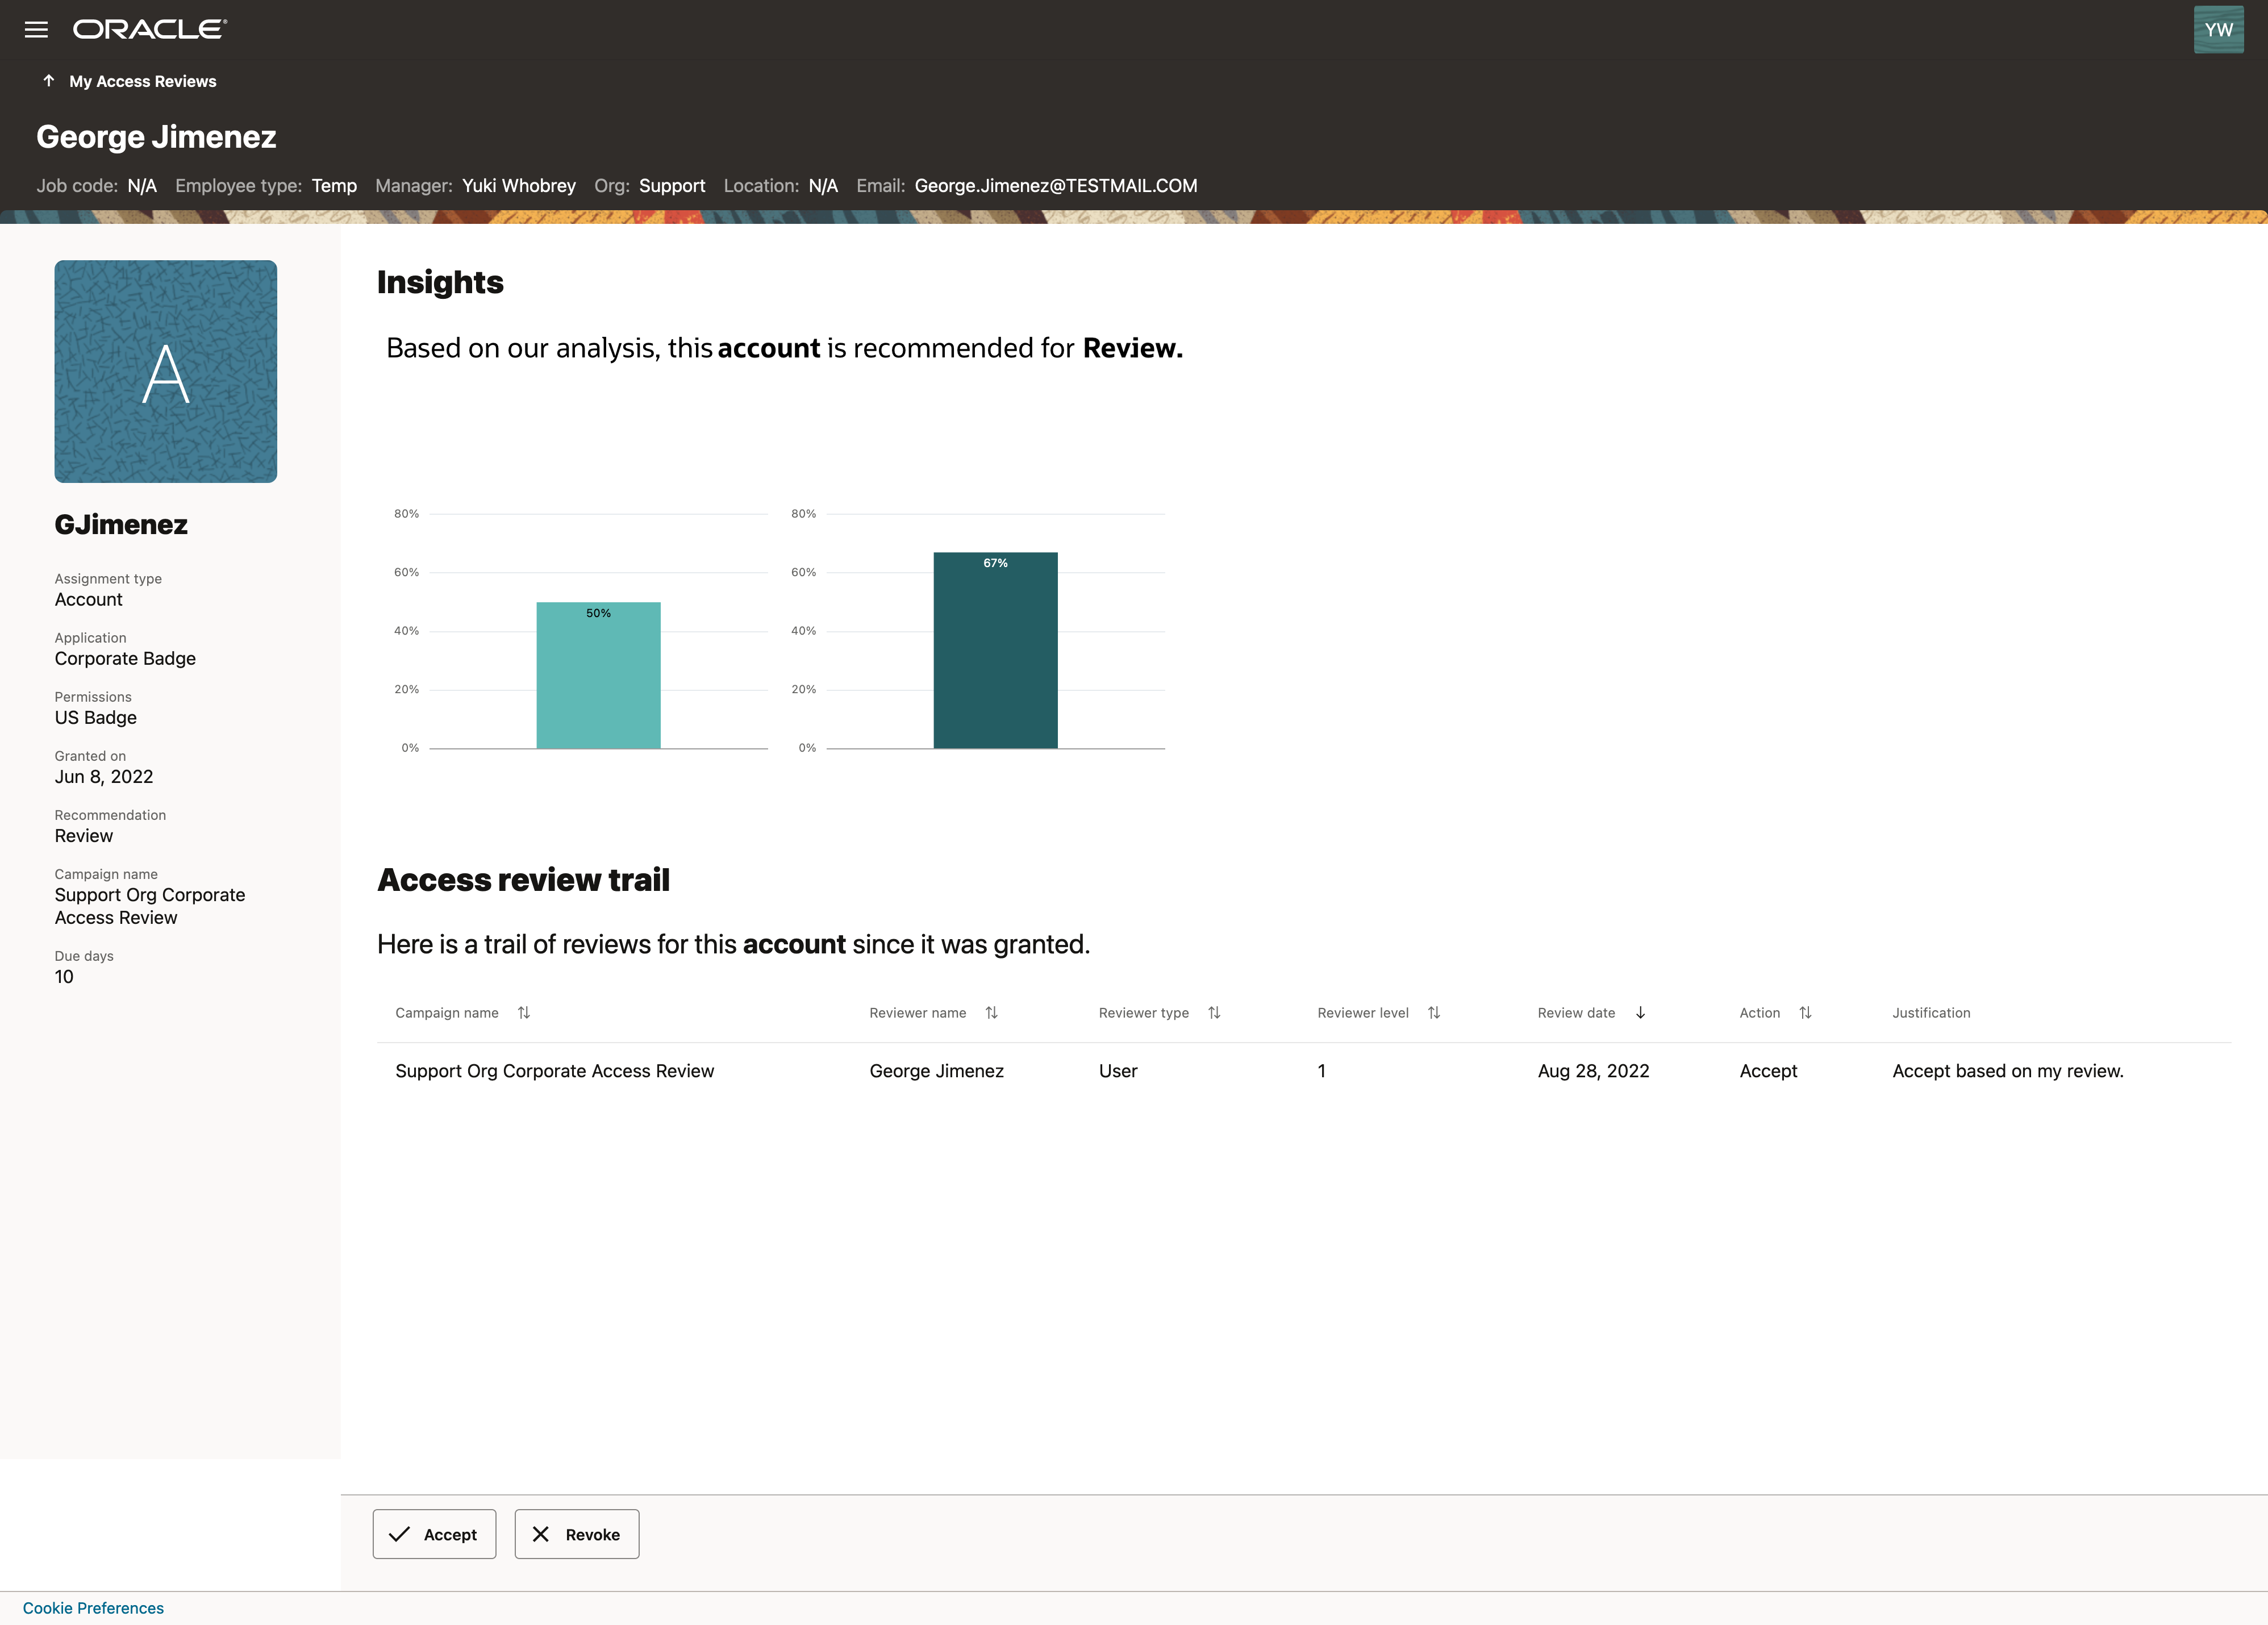 ORACLE
YW
My Access Reviews
George Jimenez
Job code: N/A Employee type: Temp Manager: Yuki Whobrey Org: Support Location: N/A Email: George.Jimenez@TESTMAIL.COM
A
GJimenez
Assignment type
Account
Application
Corporate Badge
Permissions
US Badge
Granted on
Jun 8, 2022
Recommendation
Review
Campaign name
Support Org Corporate
Access Review
Due days
10
Insights
Based on our analysis, this account is recommended for Review.
80%
60%
40%
20%
0%
50%
80%
60%
40%
20%
0%
67%
Access review trail
Here is a trail of reviews for this account since it was granted.
Campaign name Reviewer name Reviewer type Reviewer level Review date Action Justification
Support Org Corporate Access Review George Jimenez User 1 Aug 28, 2022 Accept Accept based on my review.
Accept Revoke
Cookie Preferences